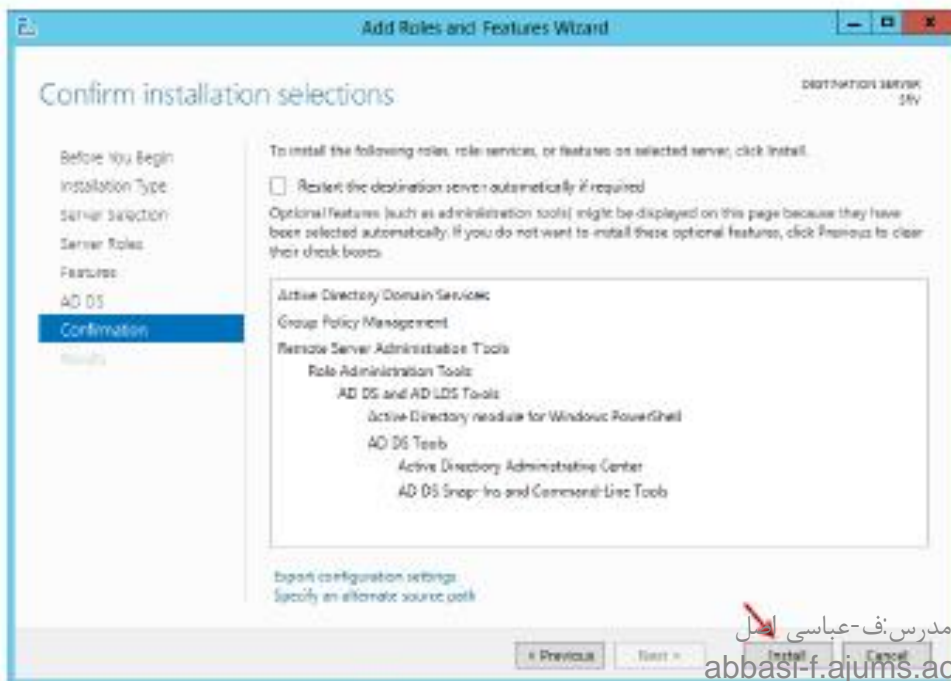 Add Roles and Features Wizard
Confirm installation selections
DESTINATION SERVER
SRV
Before You Begin
Installation Type
Server Selection
Server Roles
Features
AD DS
Confirmation
Results
To install the following roles, role services, or features on selected server, click Install.
Restart the destination server automatically if required
Optional features (such as administration tools) might be displayed on this page because they have
been selected automatically. If you do not want to install these optional features, click Previous to clear
their check boxes.
Active Directory Domain Services
Group Policy Management
Remote Server Administration Tools
Role Administration Tools
AD DS and AD LDS Tools
Active Directory module for Windows PowerShell
AD DS Tools
Active Directory Administrative Center
AD DS Snap-Ins and Command-Line Tools
Export configuration settings
Specify an alternate source path
< Previous
Next >
Install
Cancel
مدرس:ف-عباسی اصل
abbasi-f.ajums.ac